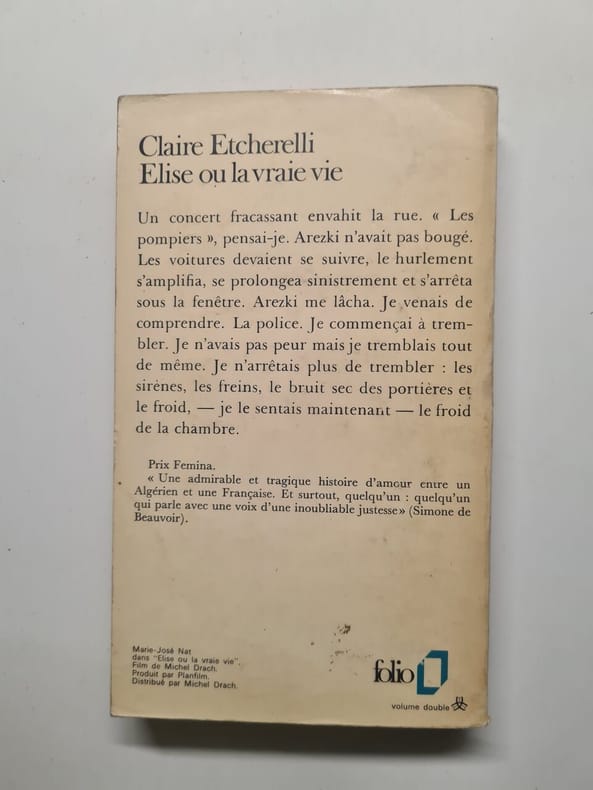 Claire Etcherelli
Elise ou la vraie vie
Un concert fracassant envahit la rue. « Les
pompiers », pensai-je. Arezki n'avait pas bougé.
Les voitures devaient se suivre, le hurlement
s'amplifia, se prolongea sinistrement et s'arrêta
sous la fenêtre. Arezki me lâcha. Je venais de
comprendre. La police. Je commençai à trem-
bler. Je n'avais pas peur mais je tremblais tout
de même. Je n'arrêtais plus de trembler : les
sirènes, les freins, le bruit sec des portières et
le froid, — je le sentais maintenant — le froid
de la chambre.
Prix Femina.
« Une admirable et tragique histoire d'amour entre un
Algérien et une Française. Et surtout, quelqu'un : quelqu'un
qui parle avec une voix d'une inoubliable justesse» (Simone de
Beauvoir).
Marie-José Nat
dans "Elise ou la vraie vie".
Film de Michel Drach.
Produit par Planfilm.
Distribué par Michel Drach.
folio
volume double